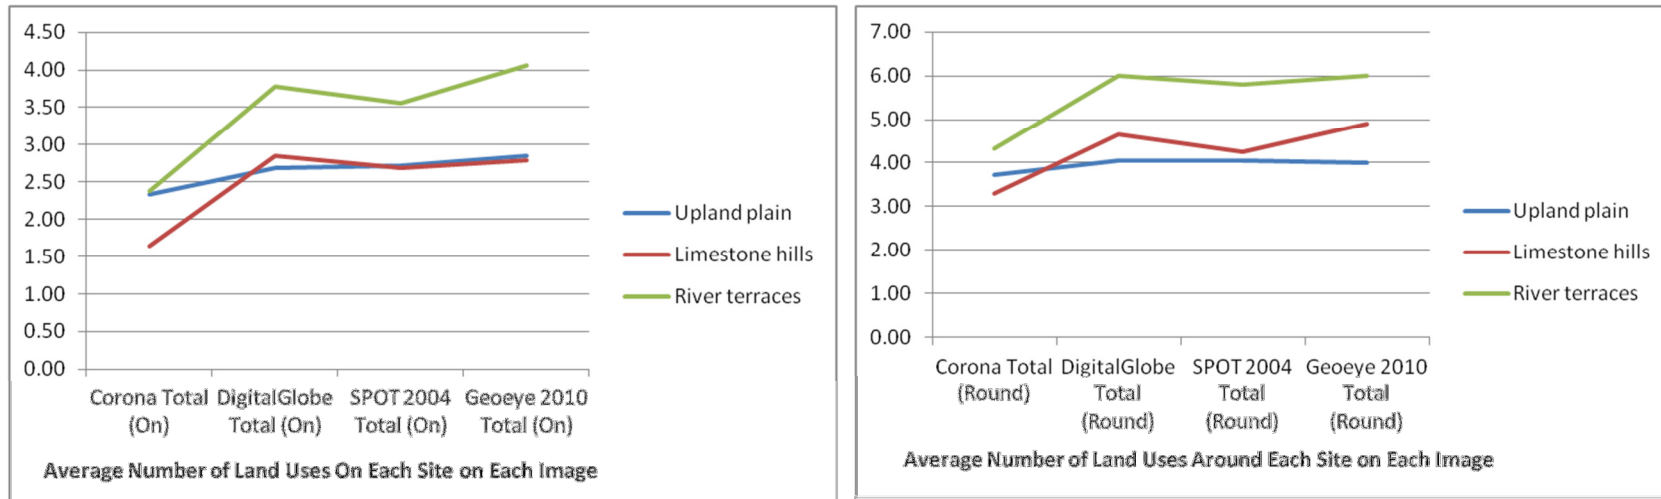 4.50
4.00
3.50
3.00
2.50
2.00
1.50
1.00
0.50
0.00
Corona Total
(On)
DigitalGlobe
Total (On)
SPOT 2004
Total (On)
Geoeye 2010
Total (On)
Average Number of Land Uses On Each Site on Each Image
Upland plain
Limestone hills
River terraces
7.00
6.00
5.00
4.00
3.00
2.00
1.00
0.00
Corona Total
(Round)
DigitalGlobe
Total
(Round)
SPOT 2004
Total
(Round)
Geoeye 2010
Total
(Round)
Average Number of Land Uses Around Each Site on Each Image
Upland plain
Limestone hills
River terraces